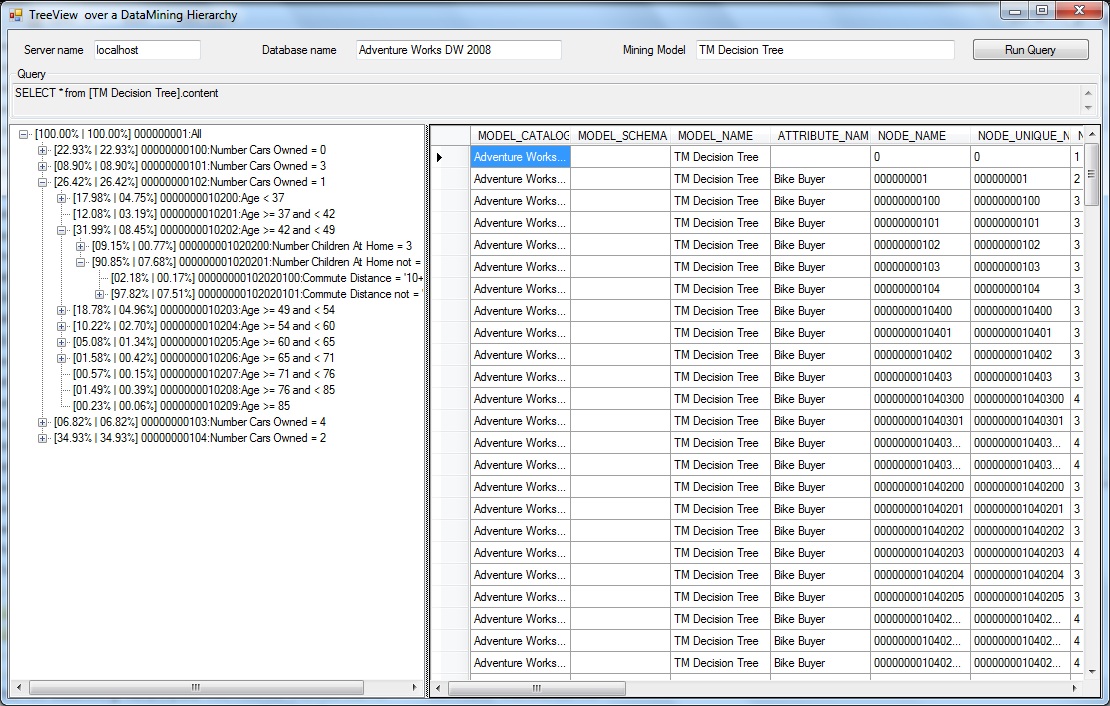 TreeView over a DataMining Hierarchy
Server name localhost Database name Adventure Works DW 2008 Mining Model TM Decision Tree Run Query
Query
SELECT * from [TM Decision Tree].content
[100.00% | 100.00%] 000000001:All
[22.93% | 22.93%] 00000000100:Number Cars Owned = 0
[08.90% | 08.90%] 00000000101:Number Cars Owned = 3
[26.42% | 26.42%] 00000000102:Number Cars Owned = 1
[17.98% | 04.75%] 0000000010200:Age < 37
[12.08% | 03.19%] 0000000010201:Age >= 37 and < 42
[31.99% | 08.45%] 0000000010202:Age >= 42 and < 49
[09.15% | 00.77%] 000000001020200:Number Children At Home = 3
[90.85% | 07.68%] 000000001020201:Number Children At Home not =
[02.18% | 00.17%] 00000000102020100:Commute Distance = '10+
[97.82% | 07.51%] 00000000102020101:Commute Distance not = '
[18.78% | 04.96%] 0000000010203:Age >= 49 and < 54
[10.22% | 02.70%] 0000000010204:Age >= 54 and < 60
[05.08% | 01.34%] 0000000010205:Age >= 60 and < 65
[01.58% | 00.42%] 0000000010206:Age >= 65 and < 71
[00.57% | 00.15%] 0000000010207:Age >= 71 and < 76
[01.49% | 00.39%] 0000000010208:Age >= 76 and < 85
[00.23% | 00.06%] 0000000010209:Age >= 85
[06.82% | 06.82%] 00000000103:Number Cars Owned = 4
[34.93% | 34.93%] 00000000104:Number Cars Owned = 2
MODEL_CATALOG MODEL_SCHEMA MODEL_NAME ATTRIBUTE_NAM NODE_NAME NODE_UNIQUE_N N
Adventure Works... TM Decision Tree 0 0 1
Adventure Works... TM Decision Tree Bike Buyer 000000001 000000001 2
Adventure Works... TM Decision Tree Bike Buyer 00000000100 00000000100 3
Adventure Works... TM Decision Tree Bike Buyer 00000000101 00000000101 3
Adventure Works... TM Decision Tree Bike Buyer 00000000102 00000000102 3
Adventure Works... TM Decision Tree Bike Buyer 00000000103 00000000103 3
Adventure Works... TM Decision Tree Bike Buyer 00000000104 00000000104 3
Adventure Works... TM Decision Tree Bike Buyer 0000000010400 0000000010400 3
Adventure Works... TM Decision Tree Bike Buyer 0000000010401 0000000010401 3
Adventure Works... TM Decision Tree Bike Buyer 0000000010402 0000000010402 3
Adventure Works... TM Decision Tree Bike Buyer 0000000010403 0000000010403 3
Adventure Works... TM Decision Tree Bike Buyer 000000001040300 000000001040300 4
Adventure Works... TM Decision Tree Bike Buyer 000000001040301 000000001040301 3
Adventure Works... TM Decision Tree Bike Buyer 0000000010403... 0000000010403... 4
Adventure Works... TM Decision Tree Bike Buyer 0000000010403... 0000000010403... 4
Adventure Works... TM Decision Tree Bike Buyer 000000001040200 000000001040200 3
Adventure Works... TM Decision Tree Bike Buyer 000000001040201 000000001040201 3
Adventure Works... TM Decision Tree Bike Buyer 000000001040202 000000001040202 3
Adventure Works... TM Decision Tree Bike Buyer 000000001040203 000000001040203 4
Adventure Works... TM Decision Tree Bike Buyer 000000001040204 000000001040204 3
Adventure Works... TM Decision Tree Bike Buyer 000000001040205 000000001040205 3
Adventure Works... TM Decision Tree Bike Buyer 0000000010402... 0000000010402... 4
Adventure Works... TM Decision Tree Bike Buyer 0000000010402... 0000000010402... 4
Adventure Works... TM Decision Tree Bike Buyer 0000000010402... 0000000010402... 4